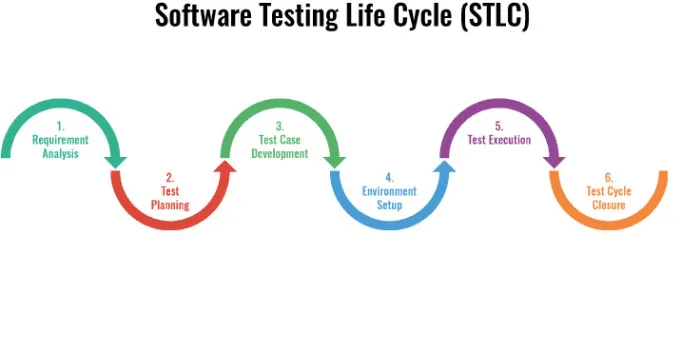 Software Testing Life Cycle (STLC)
1.
Requirement
Analysis
2.
Test
Planning
3.
Test Case
Development
4.
Environment
Setup
5.
Test Execution
6.
Test Cycle
Closure